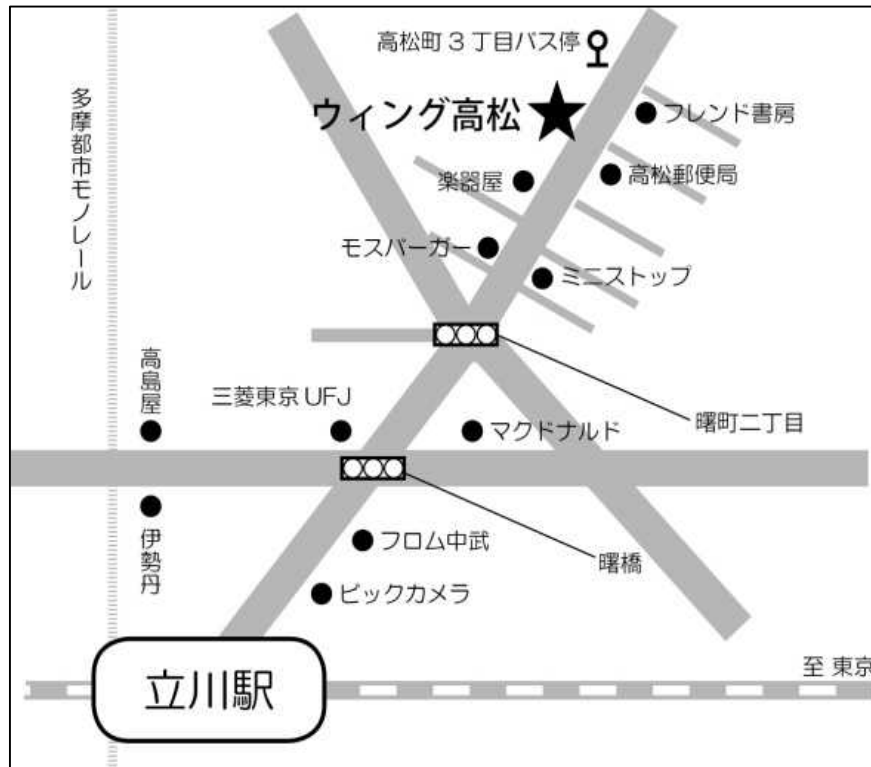 高松町3丁目バス停
多摩都市モノレール
ウィング高松
フレンド書房
楽器屋
高松郵便局
モスバーガー
ミニストップ
高島屋
三菱東京UFJ
マクドナルド
曙町二丁目
伊勢丹
フロム中武
曙橋
ビックカメラ
立川駅
至 東京